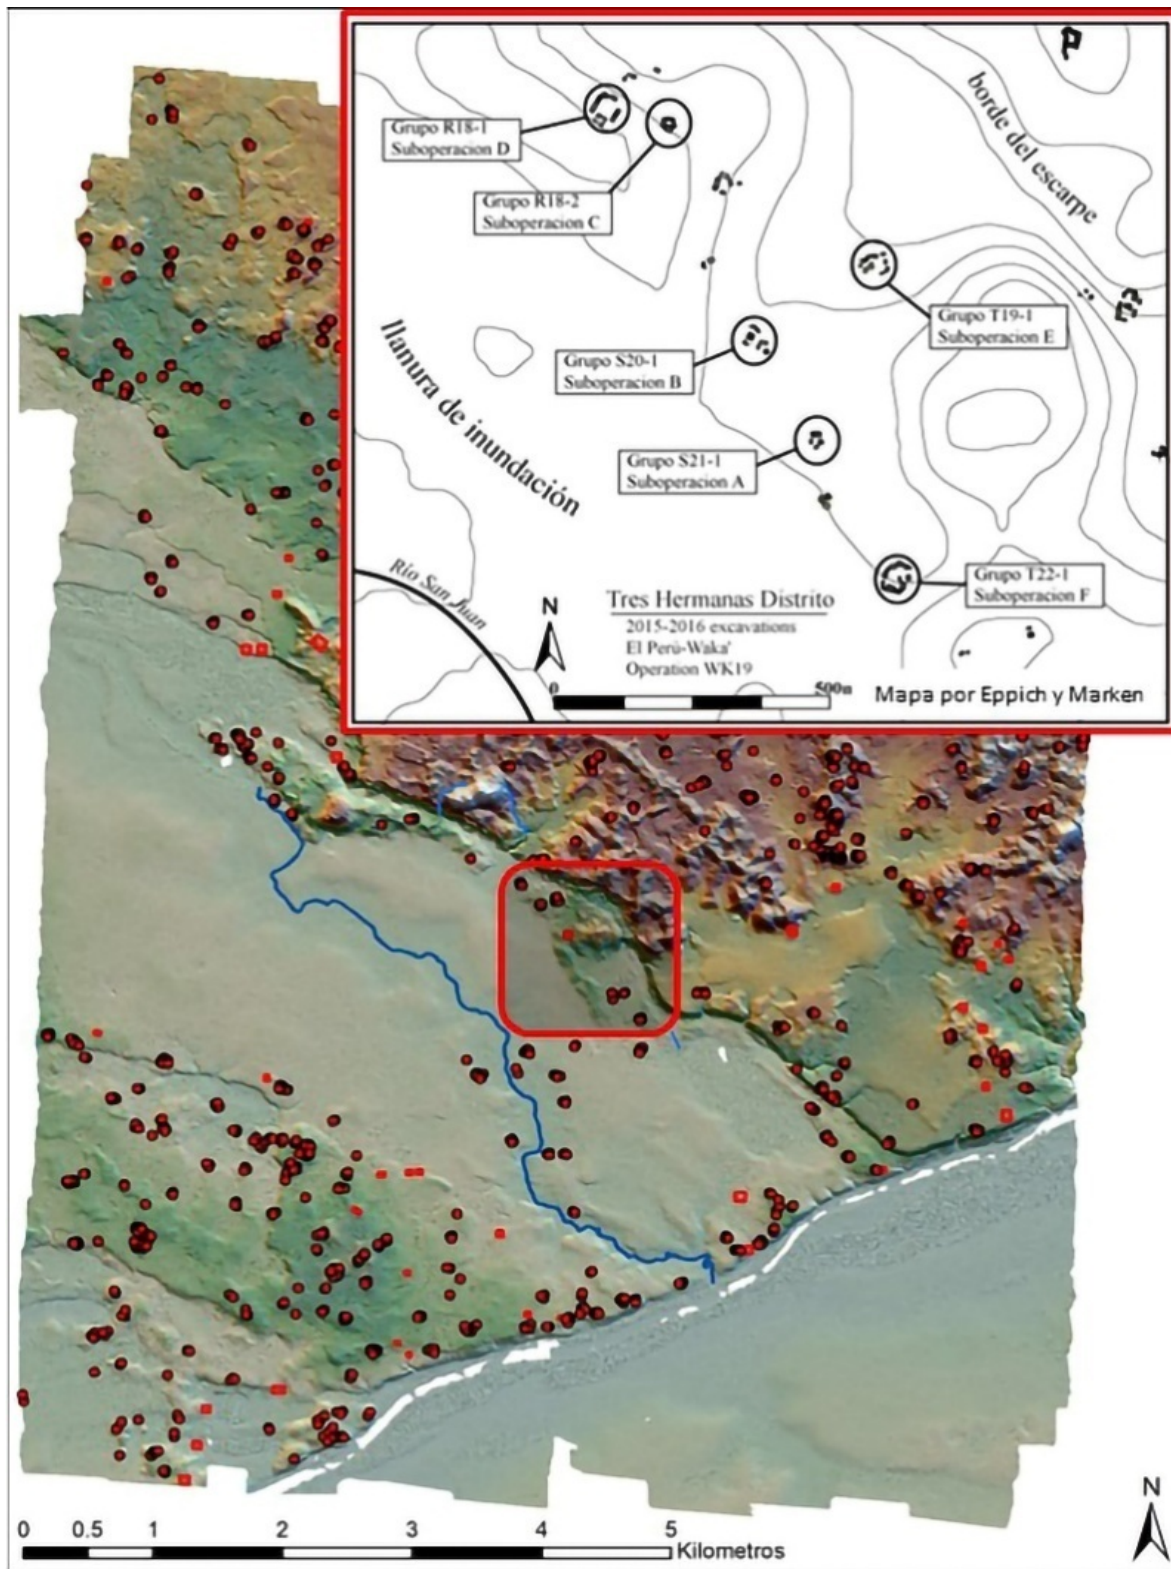 Grupo R18-1
Suboperacion D
Grupo R18-2
Suboperacion C
borde del escarpe
Grupo T19-1
Suboperacion E
Grupo S20-1
Suboperacion B
llanura de inundación
Grupo S21-1
Suboperacion A
Río San Juan
Grupo T22-1
Suboperacion F
N
Tres Hermanas Distrito
2015-2016 excavations
El Perú-Waka'
Operation WK19
0 500m
Mapa por Eppich y Marken
N
0 0.5 1 2 3 4 5
Kilometros